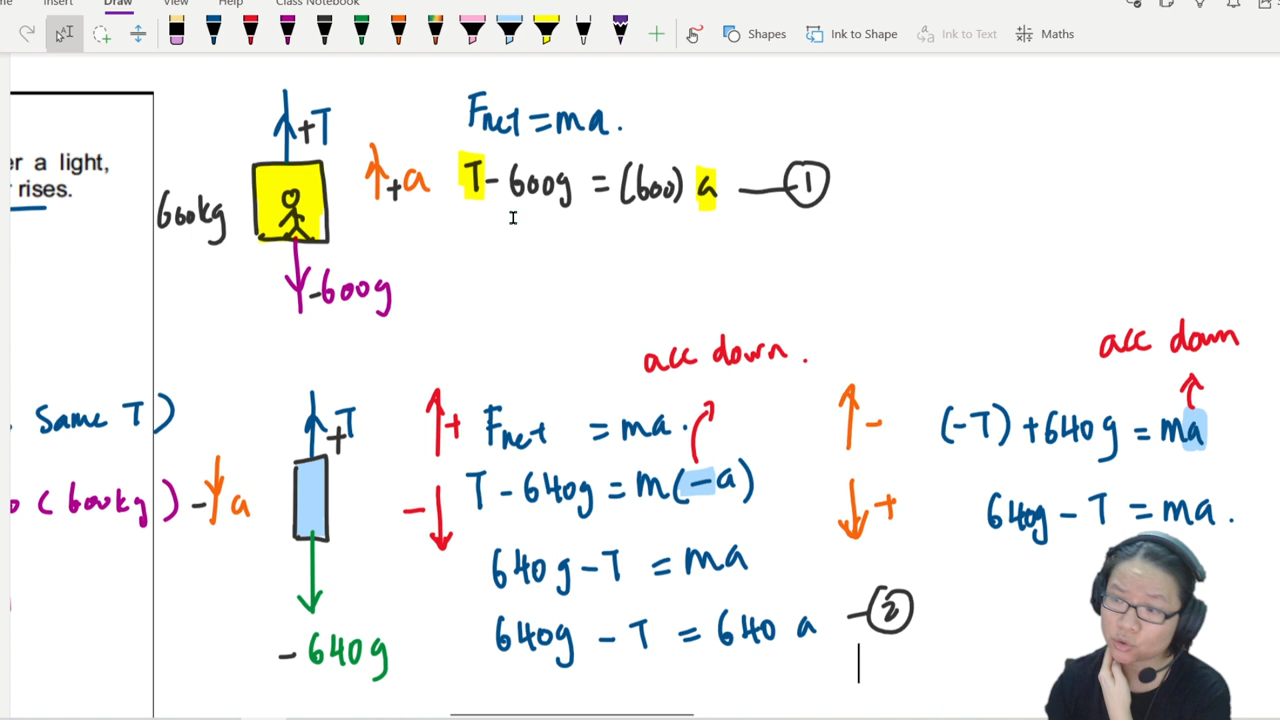 Insert Draw View Help Class Notebook
Shapes Ink to Shape Ink to Text Maths
er a light,
rises.
+T
600kg
+a
-600g
Fnet = ma.
T - 600g = (600) a — ①
Same T)
(600kg)
- a
+T
- 640g
acc down.
+
-
Fnet = ma.
T - 640g = m(-a)
640g - T = ma
640g - T = 640 a - ②
acc down
-
+
(-T) + 640g = ma
640g - T = ma.